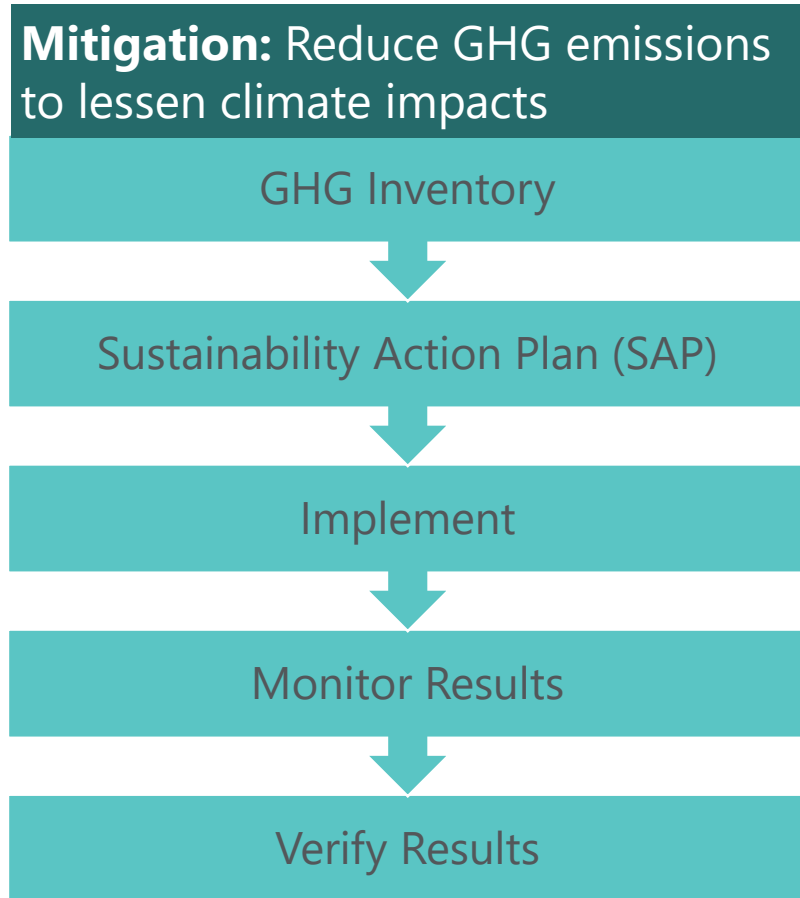 Mitigation: Reduce GHG emissions
to lessen climate impacts
GHG Inventory
Sustainability Action Plan (SAP)
Implement
Monitor Results
Verify Results